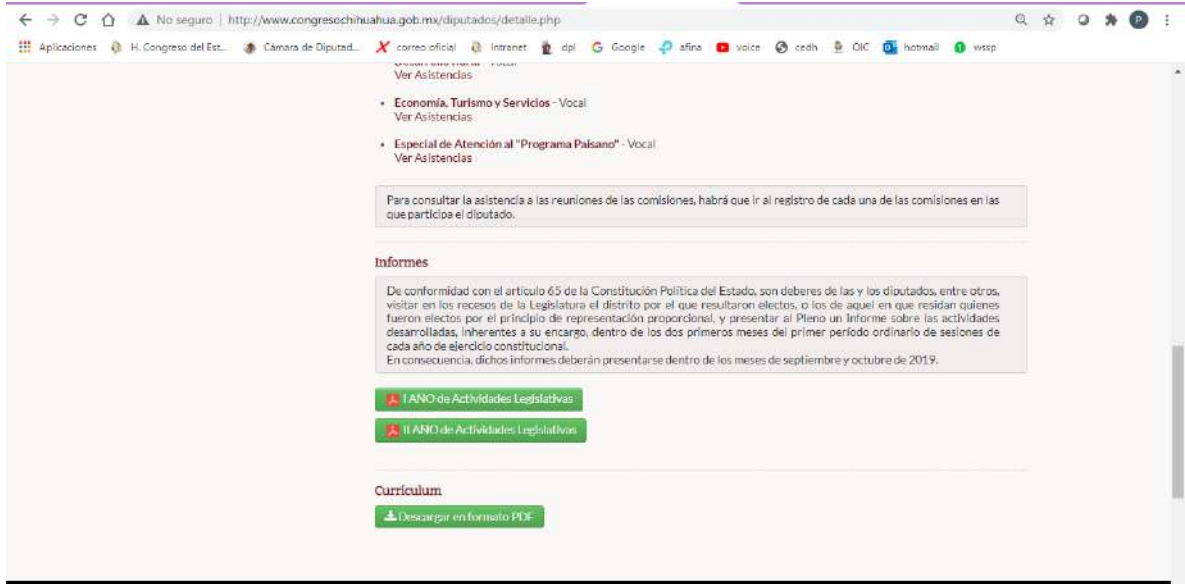 No seguro | http://www.congresochihuahua.gob.mx/diputados/detalle.php
P
Aplicaciones H. Congreso del Est... Cámara de Diputad... correo oficial intranet dpl Google afina voice cedh OIC hotmail wssp
Desarrollo Rural - Vocal
Ver Asistencias
• Economía, Turismo y Servicios - Vocal
Ver Asistencias
• Especial de Atención al "Programa Paisano" - Vocal
Ver Asistencias
Para consultar la asistencia a las reuniones de las comisiones, habrá que ir al registro de cada una de las comisiones en las
que participa el diputado.
Informes
De conformidad con el artículo 65 de la Constitución Política del Estado, son deberes de las y los diputados, entre otros,
visitar en los recesos de la Legislatura el distrito por el que resultaron electos, o los de aquel en que residan quienes
fueron electos por el principio de representación proporcional, y presentar al Pleno un informe sobre las actividades
desarrolladas, inherentes a su encargo, dentro de los dos primeros meses del primer período ordinario de sesiones de
cada año de ejercicio constitucional.
En consecuencia, dichos informes deberán presentarse dentro de los meses de septiembre y octubre de 2019.
I AÑO de Actividades Legislativas
II AÑO de Actividades Legislativas
Currículum
Descargar en formato PDF